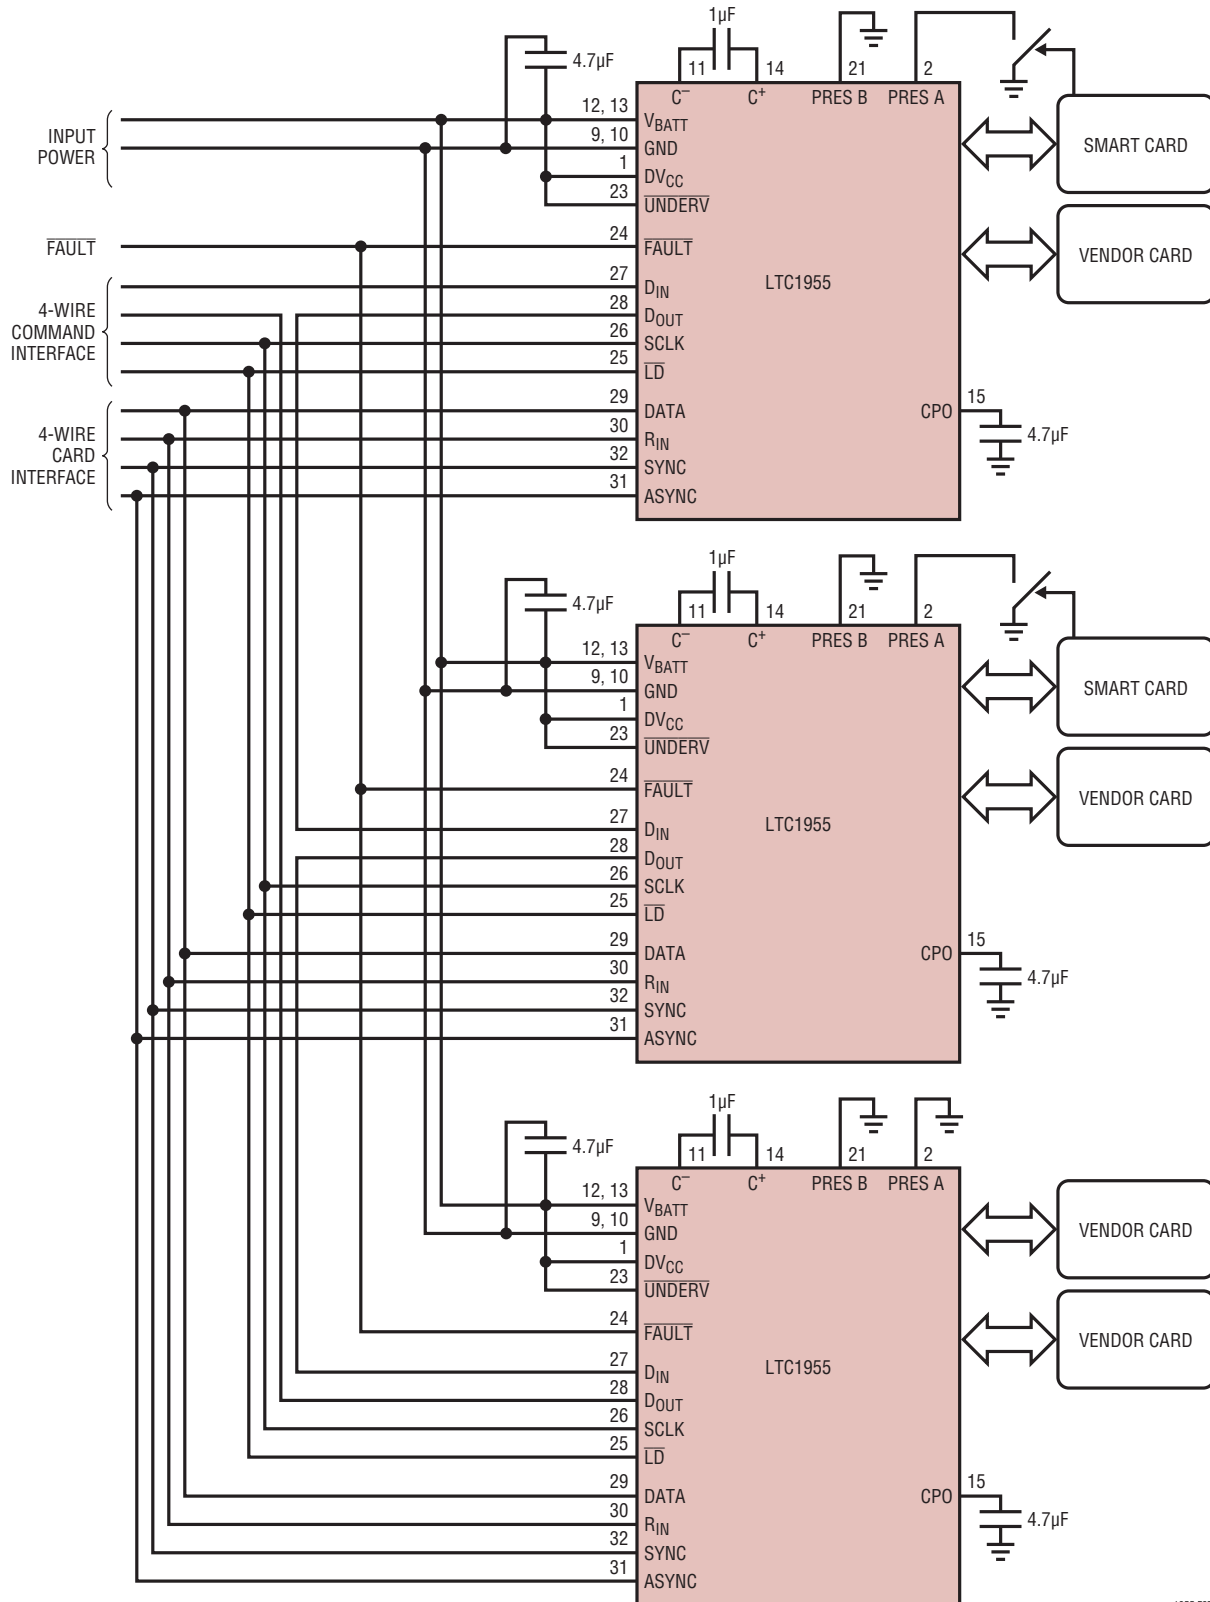 1µF
4.7µF
11
14
21
2
C–
C+
PRES B
PRES A
INPUT
POWER
12, 13
VBATT
9, 10
GND
1
DVCC
23
UNDERV
SMART CARD
FAULT
24
FAULT
VENDOR CARD
4-WIRE
COMMAND
INTERFACE
27
DIN
28
DOUT
26
SCLK
25
LD
LTC1955
4-WIRE
CARD
INTERFACE
29
DATA
30
RIN
32
SYNC
31
ASYNC
CPO
15
4.7µF
1µF
4.7µF
11
14
21
2
C–
C+
PRES B
PRES A
12, 13
VBATT
9, 10
GND
1
DVCC
23
UNDERV
SMART CARD
24
FAULT
VENDOR CARD
27
DIN
28
DOUT
26
SCLK
25
LD
LTC1955
29
DATA
30
RIN
32
SYNC
31
ASYNC
CPO
15
4.7µF
1µF
4.7µF
11
14
21
2
C–
C+
PRES B
PRES A
12, 13
VBATT
9, 10
GND
1
DVCC
23
UNDERV
VENDOR CARD
24
FAULT
VENDOR CARD
27
DIN
28
DOUT
26
SCLK
25
LD
LTC1955
29
DATA
30
RIN
32
SYNC
31
ASYNC
CPO
15
4.7µF